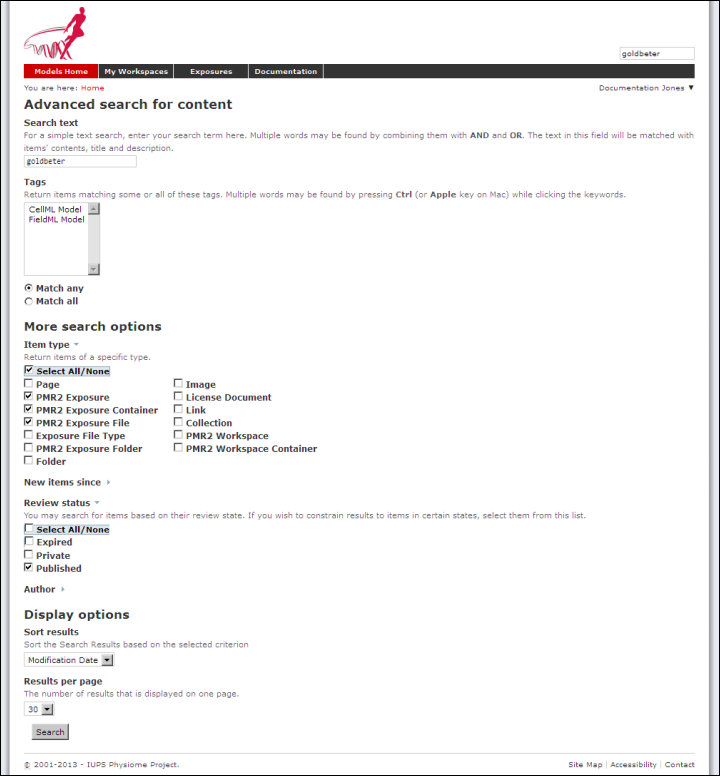 goldbeter
Models Home My Workspaces Exposures Documentation
You are here: Home Documentation Jones ▼
Advanced search for content
Search text
For a simple text search, enter your search term here. Multiple words may be found by combining them with AND and OR. The text in this field will be matched with
items' contents, title and description.
goldbeter
Tags
Return items matching some or all of these tags. Multiple words may be found by pressing Ctrl (or Apple key on Mac) while clicking the keywords.
CellML Model
FieldML Model
Match any
Match all
More search options
Item type
Return items of a specific type.
Select All/None
Page Image
PMR2 Exposure License Document
PMR2 Exposure Container Link
PMR2 Exposure File Collection
Exposure File Type PMR2 Workspace
PMR2 Exposure Folder PMR2 Workspace Container
Folder
New items since
Review status
You may search for items based on their review state. If you wish to constrain results to items in certain states, select them from this list.
Select All/None
Expired
Private
Published
Author
Display options
Sort results
Sort the Search Results based on the selected criterion
Modification Date
Results per page
The number of results that is displayed on one page.
30
Search
© 2001-2013 - IUPS Physiome Project. Site Map | Accessibility | Contact